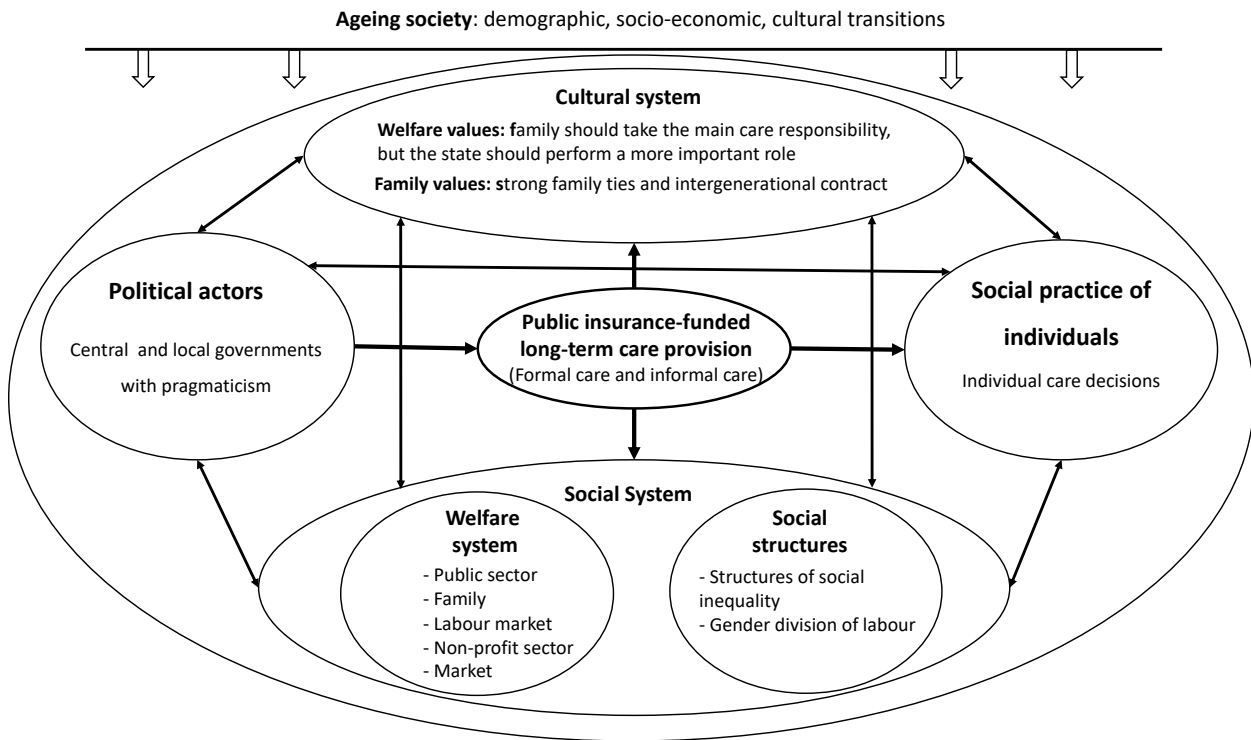 Ageing society: demographic, socio-economic, cultural transitions
Cultural system
Welfare values: family should take the main care responsibility,
but the state should perform a more important role
Family values: strong family ties and intergenerational contract
Political actors
Central and local governments
with pragmaticism
Public insurance-funded
long-term care provision
(Formal care and informal care)
Social practice of
individuals
Individual care decisions
Social System
Welfare
system
- Public sector
- Family
- Labour market
- Non-profit sector
- Market
Social
structures
- Structures of social
inequality
- Gender division of labour